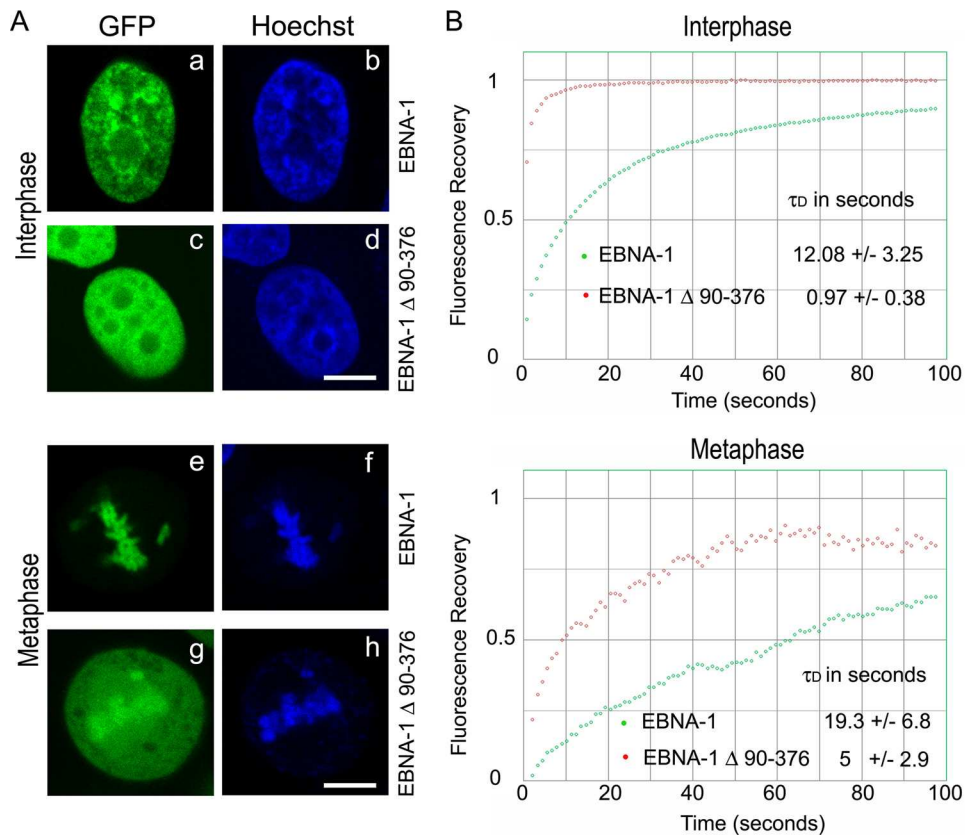 A
GFP
Hoechst
a
b
EBNA-1
Interphase
c
d
EBNA-1 Δ 90-376
e
f
EBNA-1
Metaphase
g
h
EBNA-1 Δ 90-376
B
Interphase
Fluorescence Recovery
1
0.5
0
τD in seconds
EBNA-1 12.08 +/- 3.25
EBNA-1 Δ 90-376 0.97 +/- 0.38
0 20 40 60 80 100
Time (seconds)
Metaphase
Fluorescence Recovery
1
0.5
0
τD in seconds
EBNA-1 19.3 +/- 6.8
EBNA-1 Δ 90-376 5 +/- 2.9
0 20 40 60 80 100
Time (seconds)